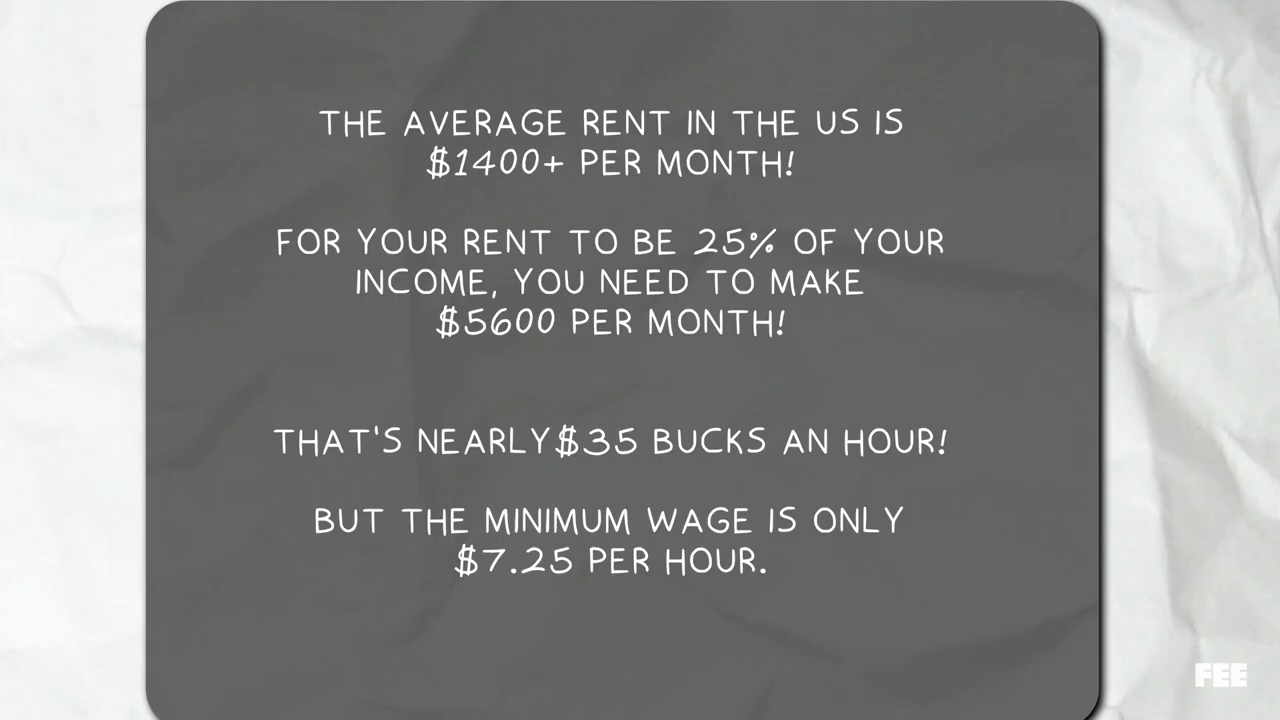 THE AVERAGE RENT IN THE US IS
$1400+ PER MONTH!
FOR YOUR RENT TO BE 25% OF YOUR
INCOME, YOU NEED TO MAKE
$5600 PER MONTH!
THAT'S NEARLY $35 BUCKS AN HOUR!
BUT THE MINIMUM WAGE IS ONLY
$7.25 PER HOUR.
FEE